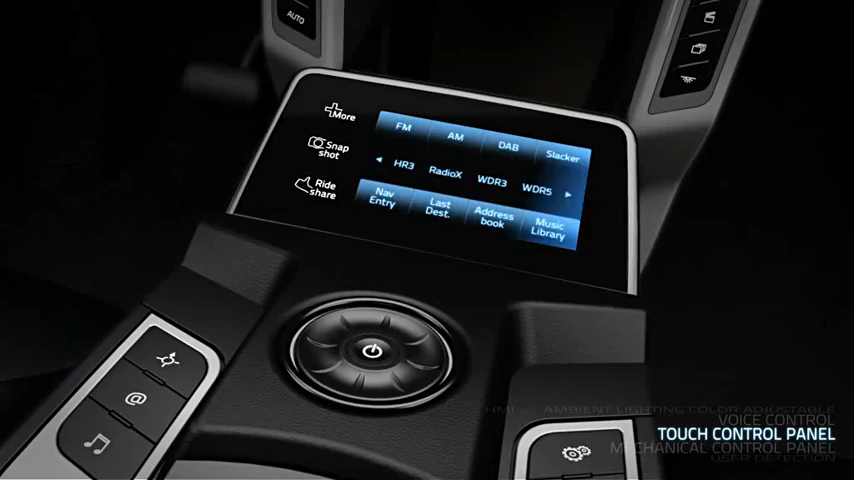 AUTO
More
FM AM DAB Slacker
Snap
shot
◄ HR3 RadioX WDR3 WDR5 ►
Ride
share
Nav
Entry
Last
Dest.
Address
book
Music
Library
@
HMI AMBIENT LIGHTING COLOR ADJUSTABLE
VOICE CONTROL
TOUCH CONTROL PANEL
MECHANICAL CONTROL PANEL
USER DETECTION